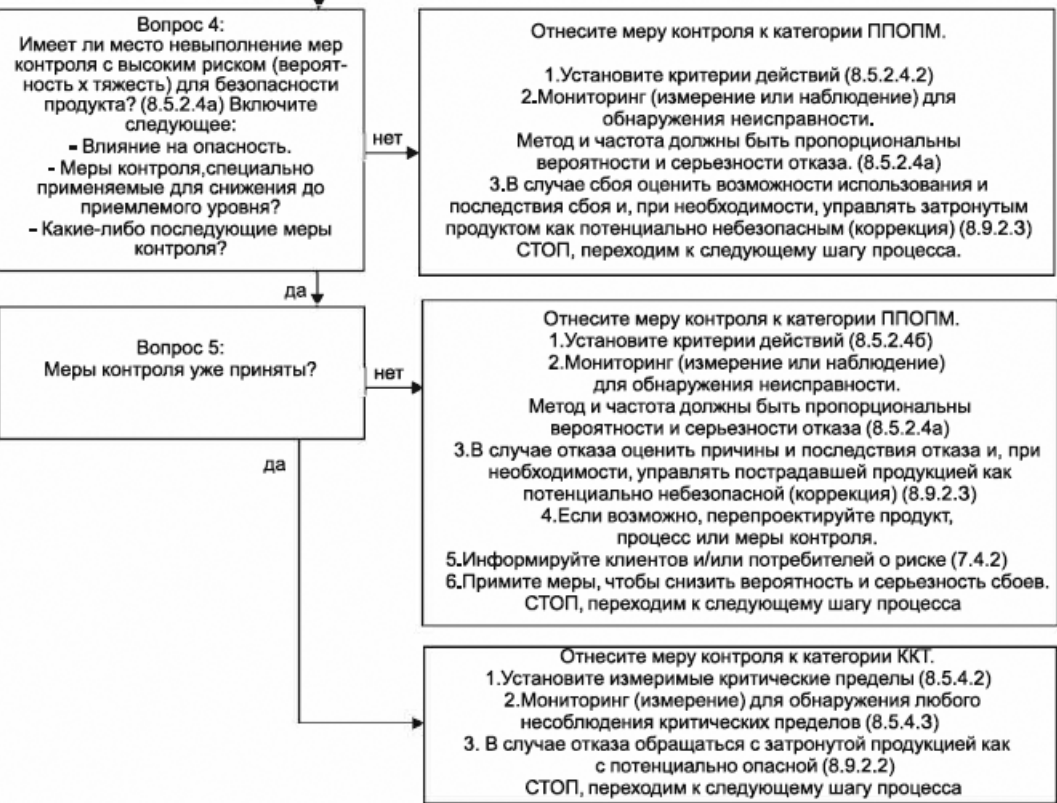 Вопрос 4:
Имеет ли место невыполнение мер
контроля с высоким риском (вероят-
ность х тяжесть) для безопасности
продукта? (8.5.2.4а) Включите
следующее:
- Влияние на опасность.
- Меры контроля,специально
применяемые для снижения до
приемлемого уровня?
- Какие-либо последующие меры
контроля?
нет
Отнесите меру контроля к категории ППОПМ.
1.Установите критерии действий (8.5.2.4.2)
2.Мониторинг (измерение или наблюдение) для
обнаружения неисправности.
Метод и частота должны быть пропорциональны
вероятности и серьезности отказа. (8.5.2.4а)
3.В случае сбоя оценить возможности использования и
последствия сбоя и, при необходимости, управлять затронутым
продуктом как потенциально небезопасным (коррекция) (8.9.2.3)
СТОП, переходим к следующему шагу процесса.
да
Вопрос 5:
Меры контроля уже приняты?
нет
Отнесите меру контроля к категории ППОПМ.
1.Установите критерии действий (8.5.2.4б)
2.Мониторинг (измерение или наблюдение)
для обнаружения неисправности.
Метод и частота должны быть пропорциональны
вероятности и серьезности отказа (8.5.2.4а)
3.В случае отказа оценить причины и последствия отказа и, при
необходимости, управлять пострадавшей продукцией как
потенциально небезопасной (коррекция) (8.9.2.3)
4.Если возможно, перепроектируйте продукт,
процесс или меры контроля.
5.Информируйте клиентов и/или потребителей о риске (7.4.2)
6.Примите меры, чтобы снизить вероятность и серьезность сбоев.
СТОП, переходим к следующему шагу процесса
да
Отнесите меру контроля к категории ККТ.
1.Установите измеримые критические пределы (8.5.4.2)
2.Мониторинг (измерение) для обнаружения любого
несоблюдения критических пределов (8.5.4.3)
3. В случае отказа обращаться с затронутой продукцией как
с потенциально опасной (8.9.2.2)
СТОП, переходим к следующему шагу процесса